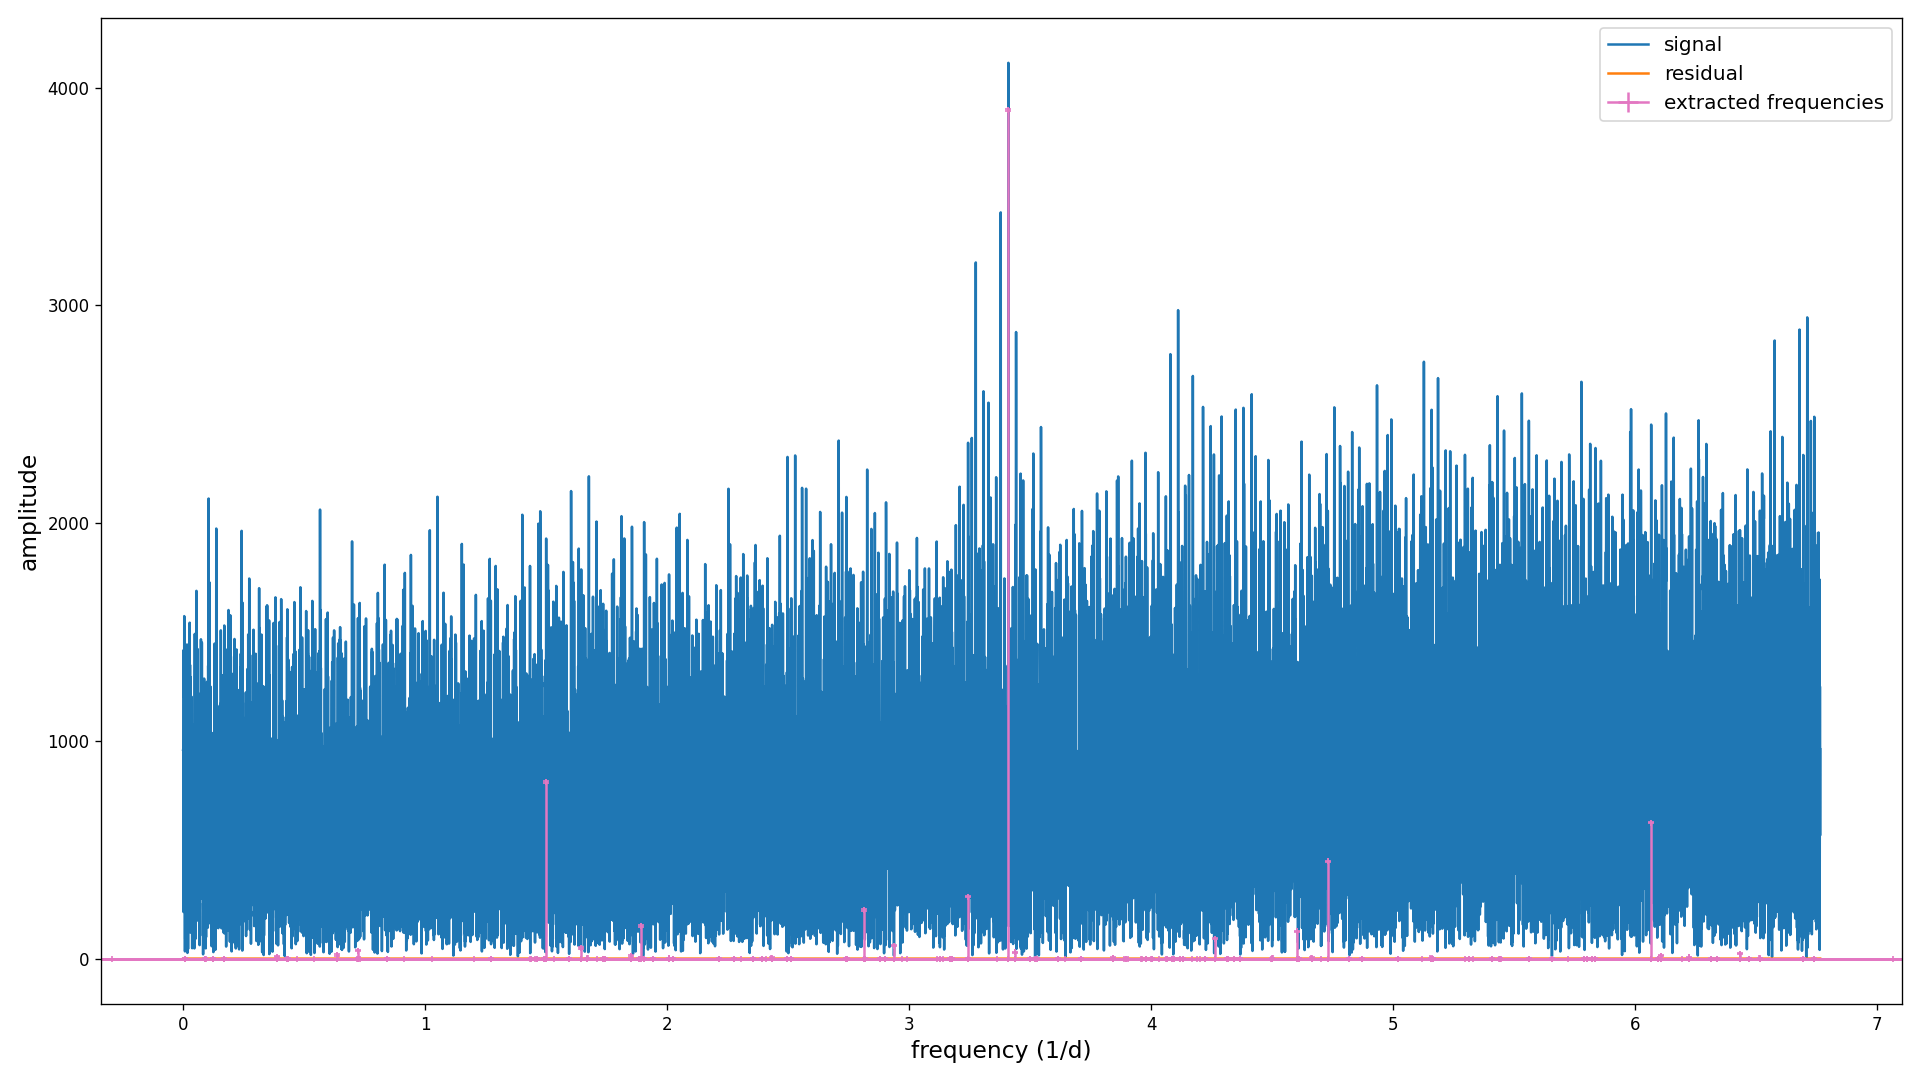 signal
residual
extracted frequencies
amplitude
4000
3000
2000
1000
0
0 1 2 3 4 5 6 7
frequency (1/d)